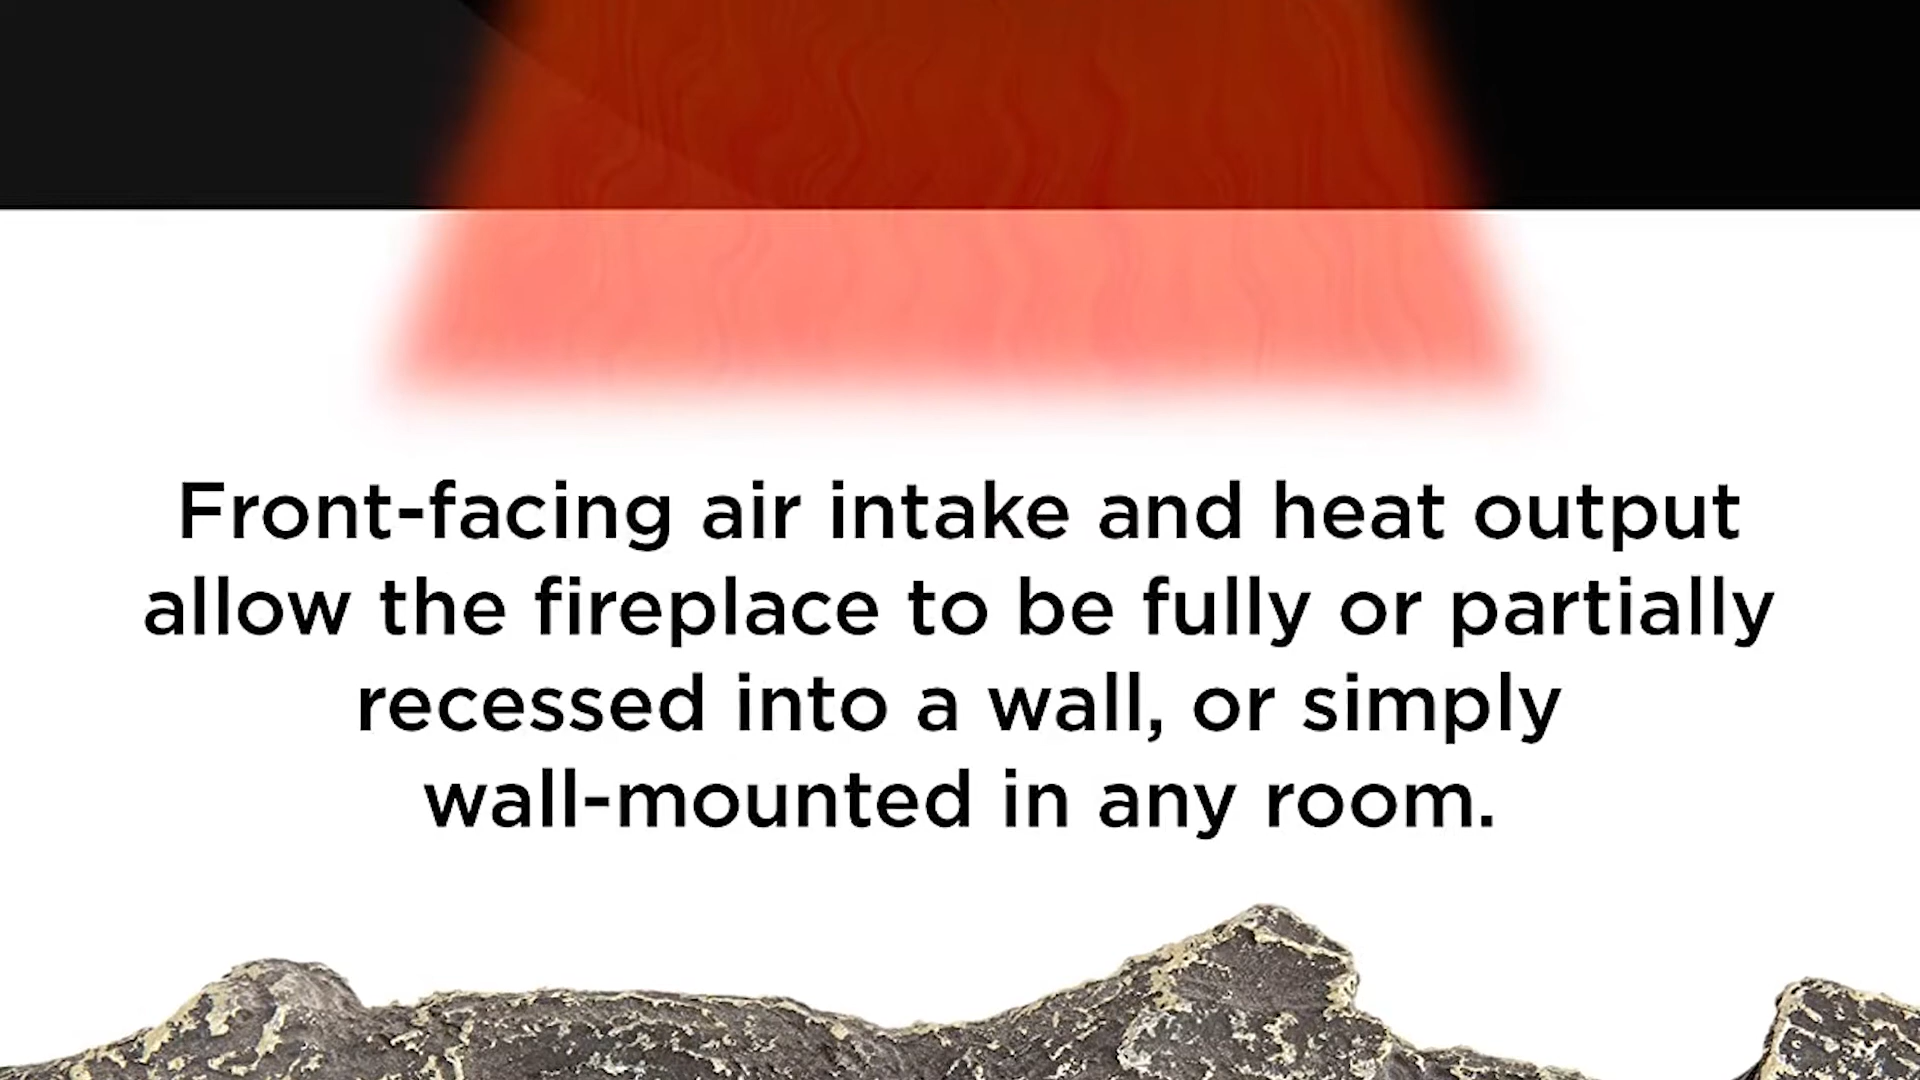 Front-facing air intake and heat output
allow the fireplace to be fully or partially
recessed into a wall, or simply
wall-mounted in any room.